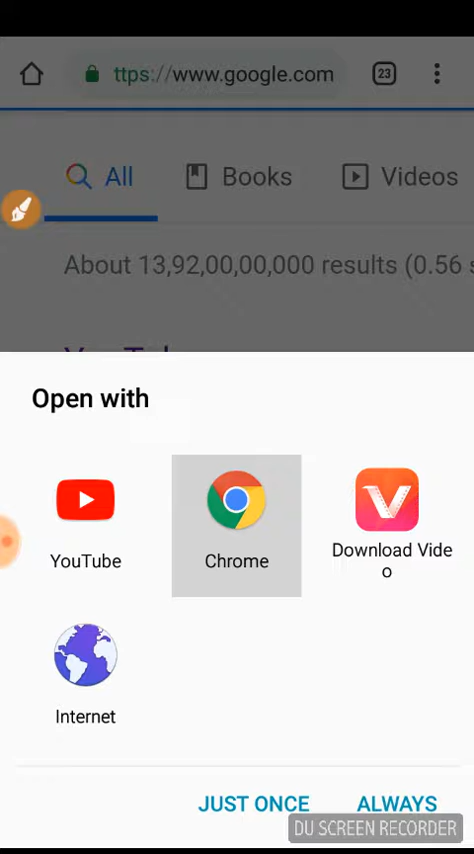 ttps://www.google.com
23
All
Books
Videos
About 13,92,00,00,000 results (0.56 s
Open with
YouTube
Chrome
Download Vide
o
Internet
JUST ONCE
ALWAYS
DU SCREEN RECORDER